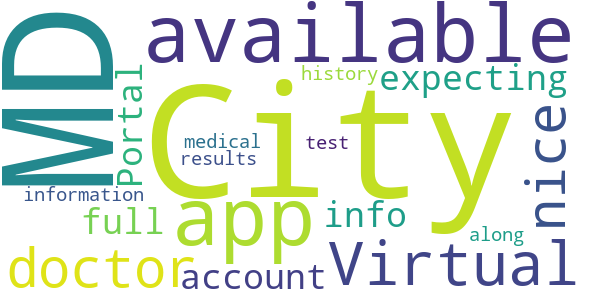 MD
available
City
Portal
history
expecting
nice
medical
test
results
information
full
app
info
along
doctor
account
Virtual